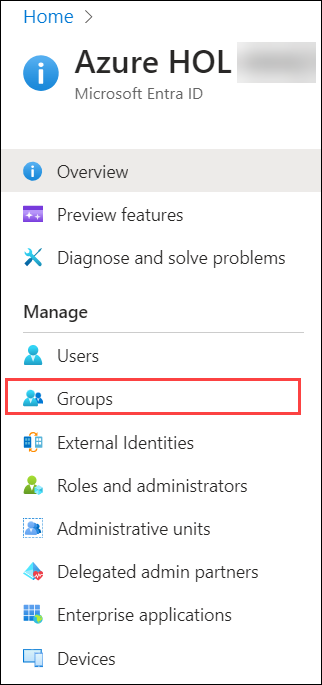 Home >
Azure HOL
Microsoft Entra ID
Overview
Preview features
Diagnose and solve problems
Manage
Users
Groups
External Identities
Roles and administrators
Administrative units
Delegated admin partners
Enterprise applications
Devices